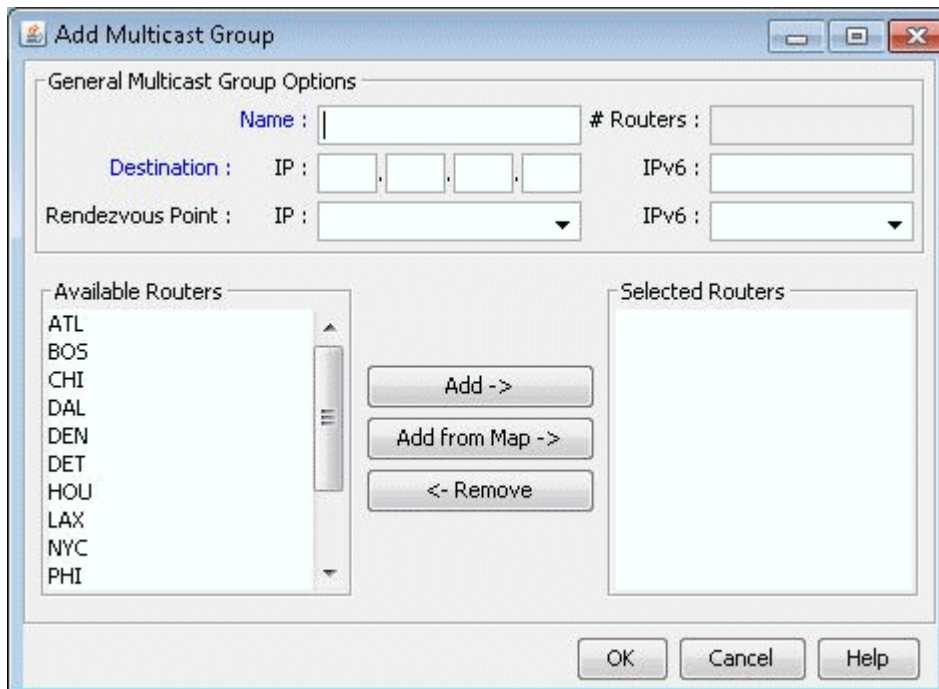 Add Multicast Group
General Multicast Group Options
Name :
# Routers :
Destination : IP : . . .
IPv6 :
Rendezvous Point : IP :
IPv6 :
Available Routers
ATL
BOS
CHI
DAL
DEN
DET
HOU
LAX
NYC
PHI
Add ->
Add from Map ->
<- Remove
Selected Routers
OK
Cancel
Help